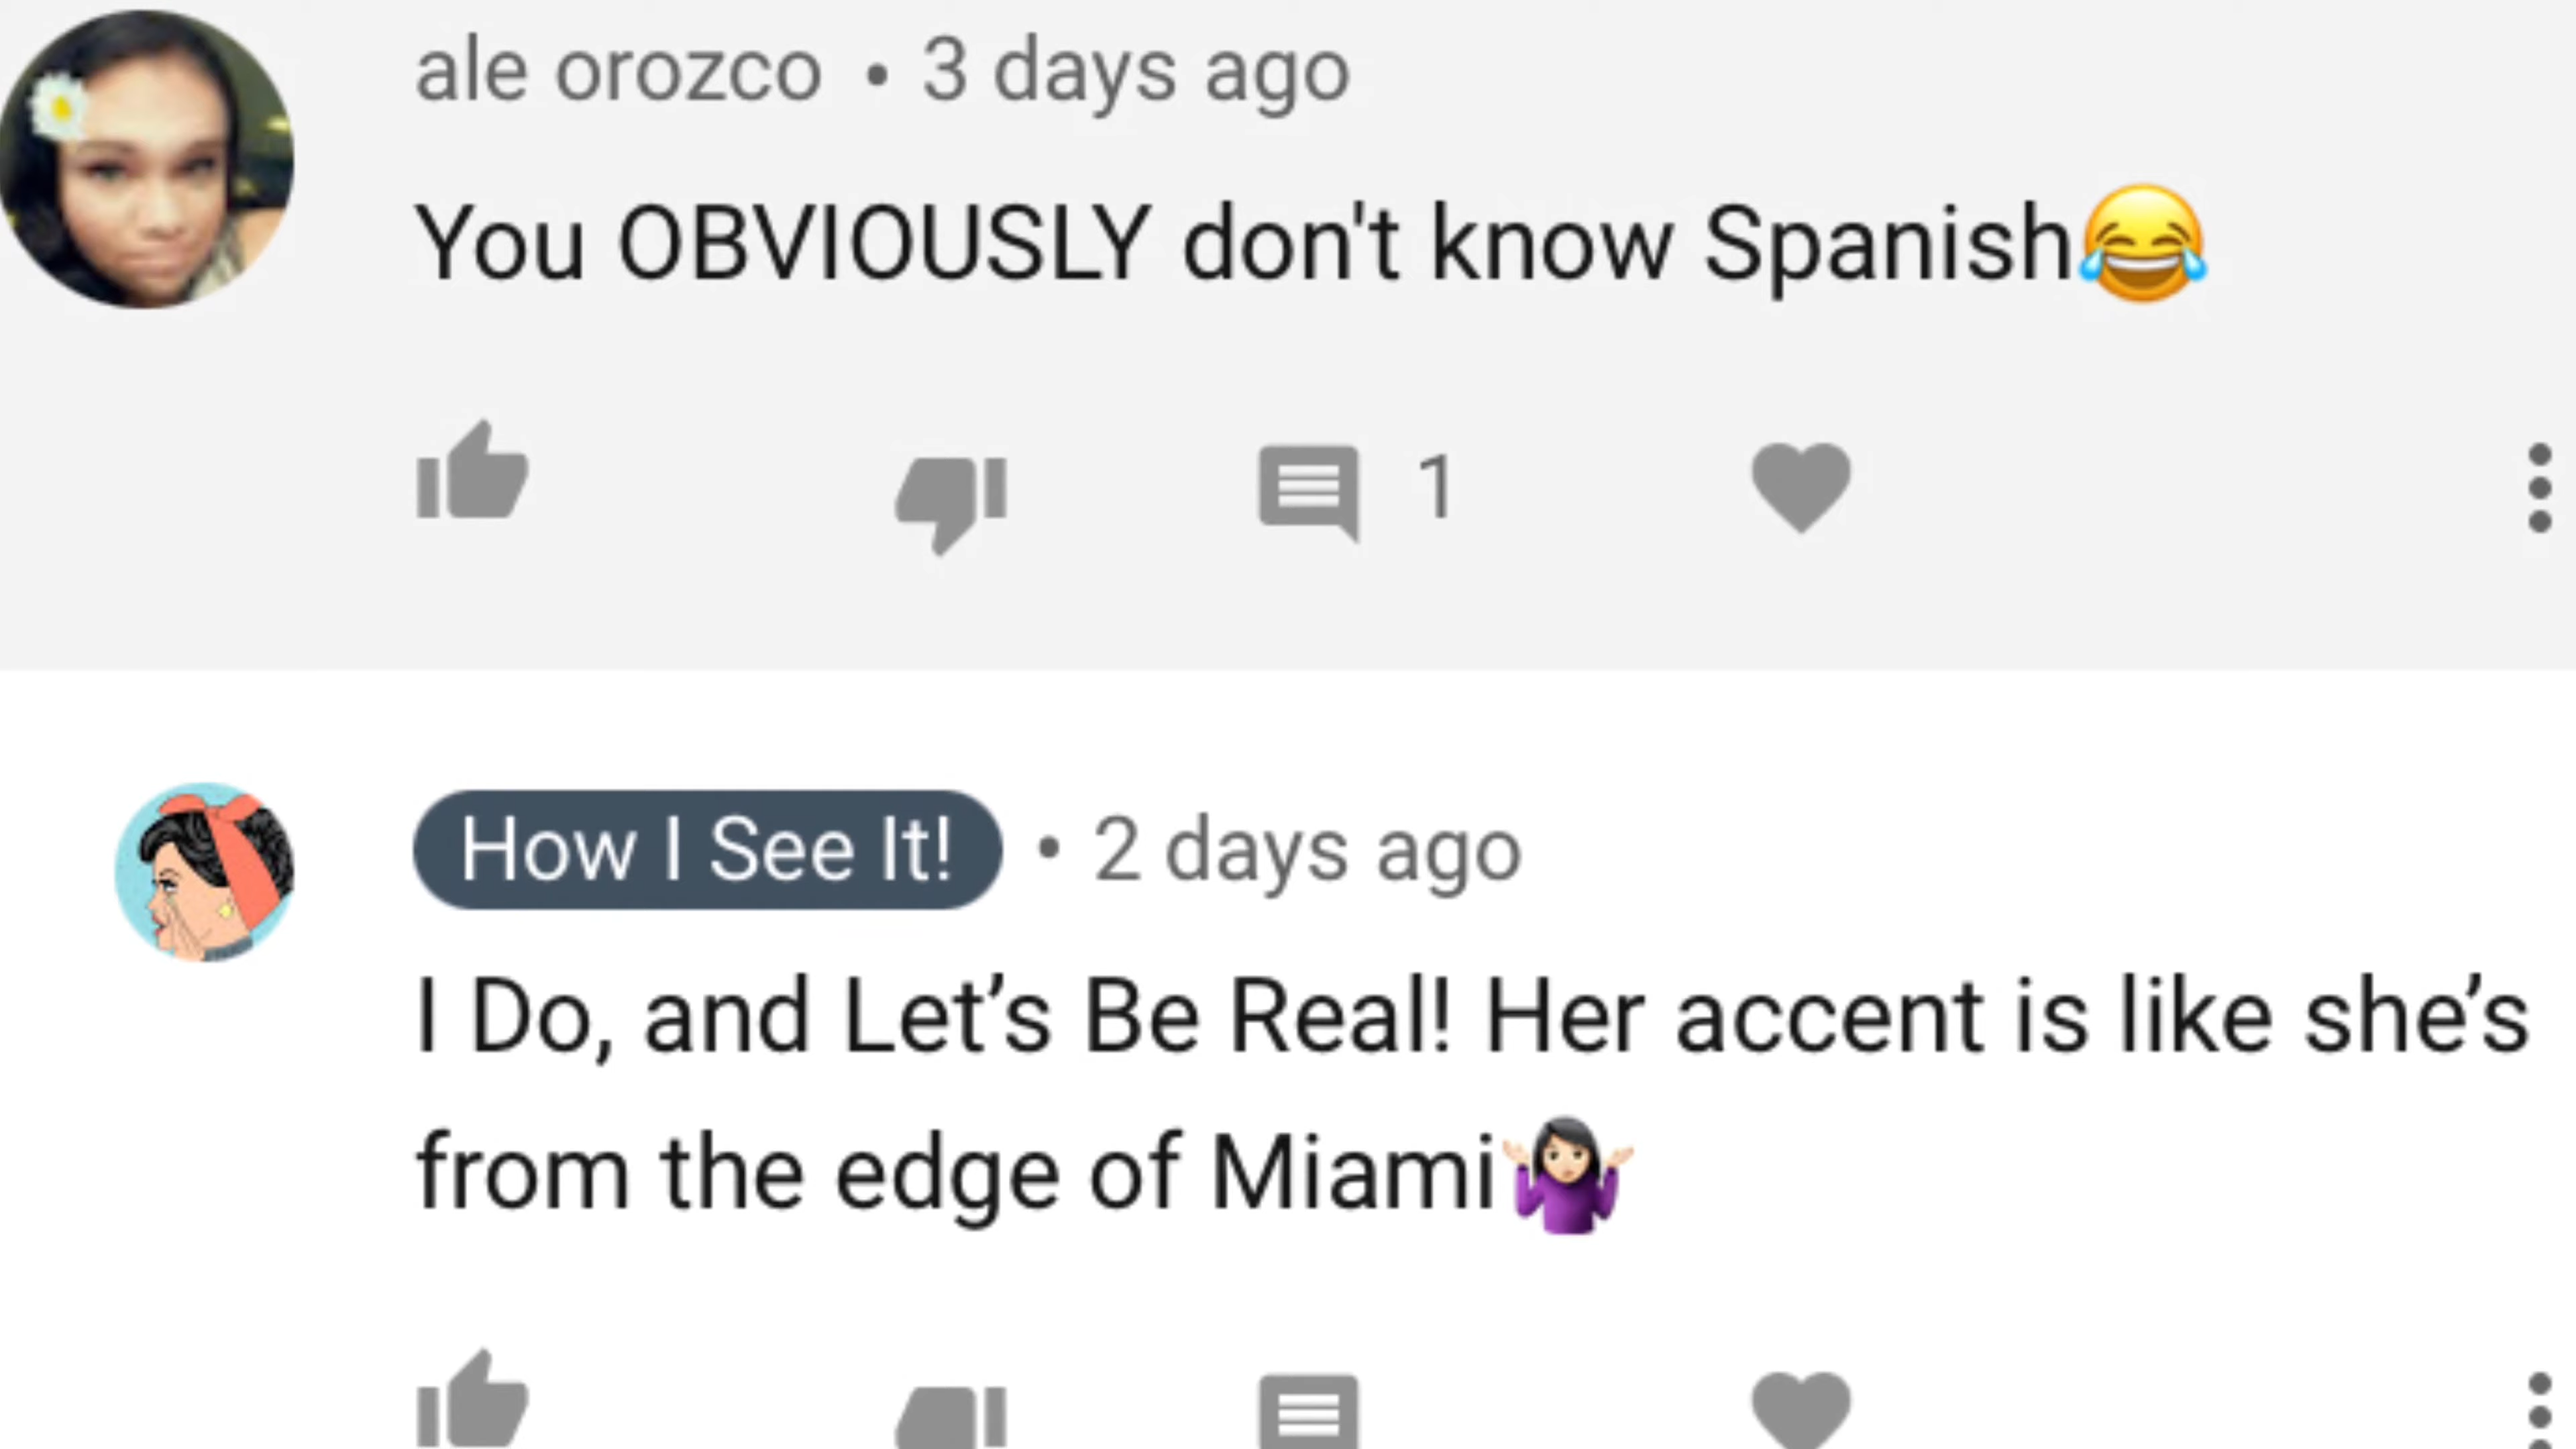 ale orozco • 3 days ago
You OBVIOUSLY don't know Spanish😂
1
How I See It! • 2 days ago
I Do, and Let’s Be Real! Her accent is like she’s
from the edge of Miami🤷🏻‍♀️